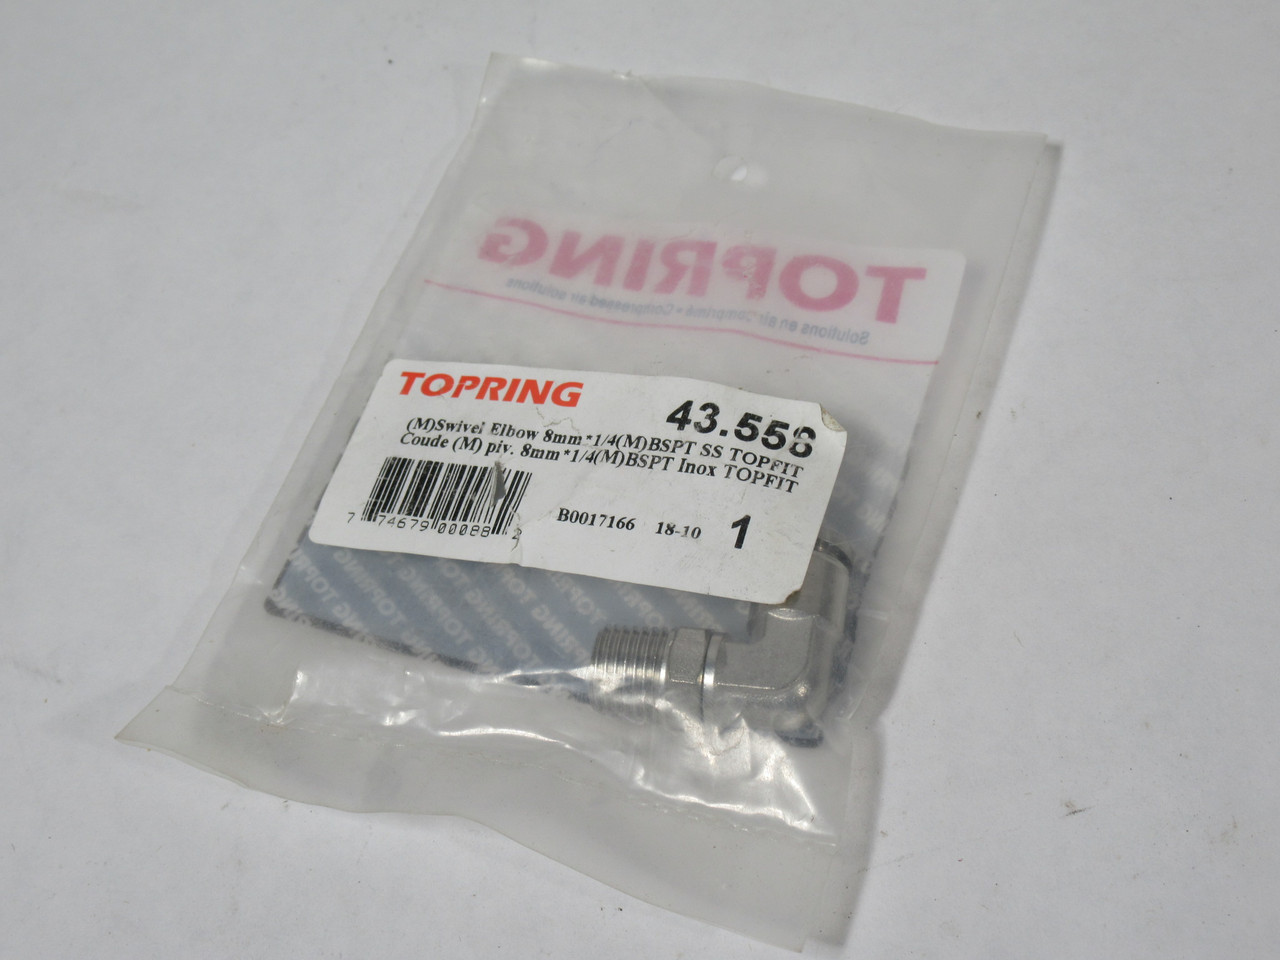 TOPRING
Solutions en air comprimé • Compressed air solutions
TOPRING
43.558
(M)Swivel Elbow 8mm*1/4(M)BSPT SS TOPFIT
Coude (M) piv. 8mm*1/4(M)BSPT Inox TOPFIT
7 74679 00088 2
B0017166 18-10 1
TOPRING TOPRING